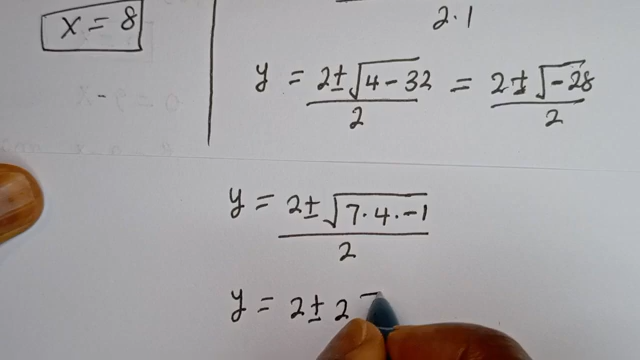 x = 8
2·1
y = 2±√4-32 / 2 = 2±√-28 / 2
y = 2±√7·4·-1 / 2
y = 2±2